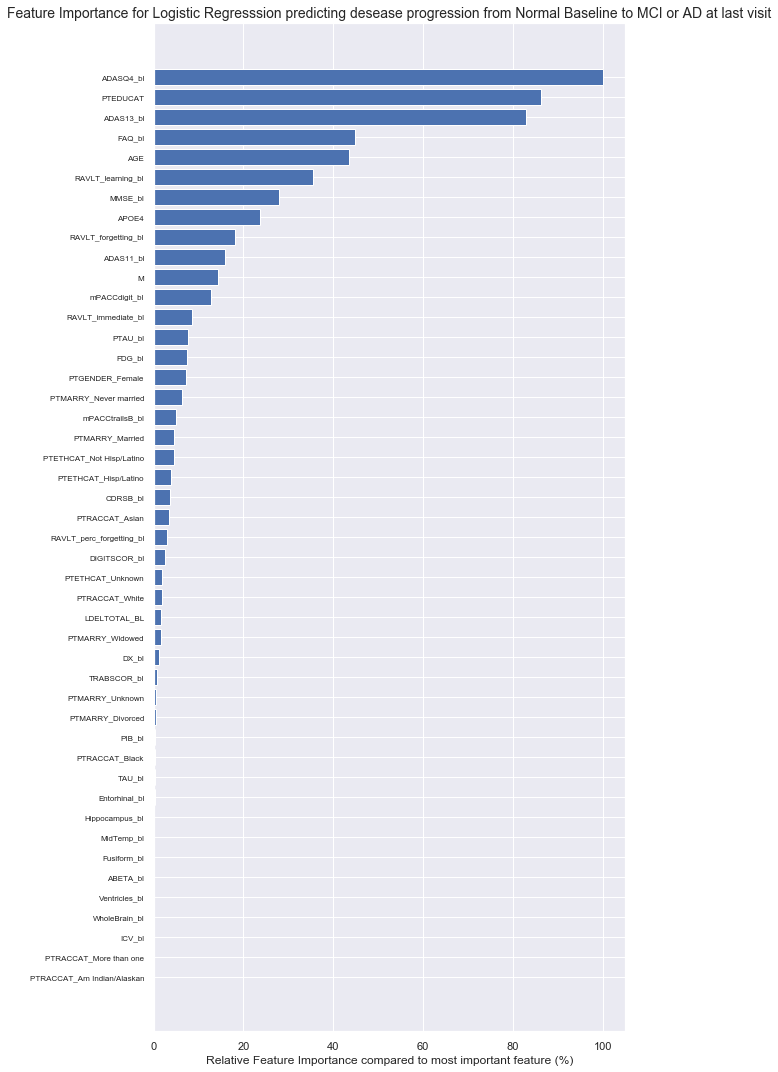 Feature Importance for Logistic Regresssion predicting desease progression from Normal Baseline to MCI or AD at last visit
ADASQ4_bl
PTEDUCAT
ADAS13_bl
FAQ_bl
AGE
RAVLT_learning_bl
MMSE_bl
APOE4
RAVLT_forgetting_bl
ADAS11_bl
M
mPACCdigit_bl
RAVLT_immediate_bl
PTAU_bl
FDG_bl
PTGENDER_Female
PTMARRY_Never married
mPACCtrailsB_bl
PTMARRY_Married
PTETHCAT_Not Hisp/Latino
PTETHCAT_Hisp/Latino
CDRSB_bl
PTRACCAT_Asian
RAVLT_perc_forgetting_bl
DIGITSCOR_bl
PTETHCAT_Unknown
PTRACCAT_White
LDELTOTAL_BL
PTMARRY_Widowed
DX_bl
TRABSCOR_bl
PTMARRY_Unknown
PTMARRY_Divorced
PIB_bl
PTRACCAT_Black
TAU_bl
Entorhinal_bl
Hippocampus_bl
MidTemp_bl
Fusiform_bl
ABETA_bl
Ventricles_bl
WholeBrain_bl
ICV_bl
PTRACCAT_More than one
PTRACCAT_Am Indian/Alaskan
0 20 40 60 80 100
Relative Feature Importance compared to most important feature (%)